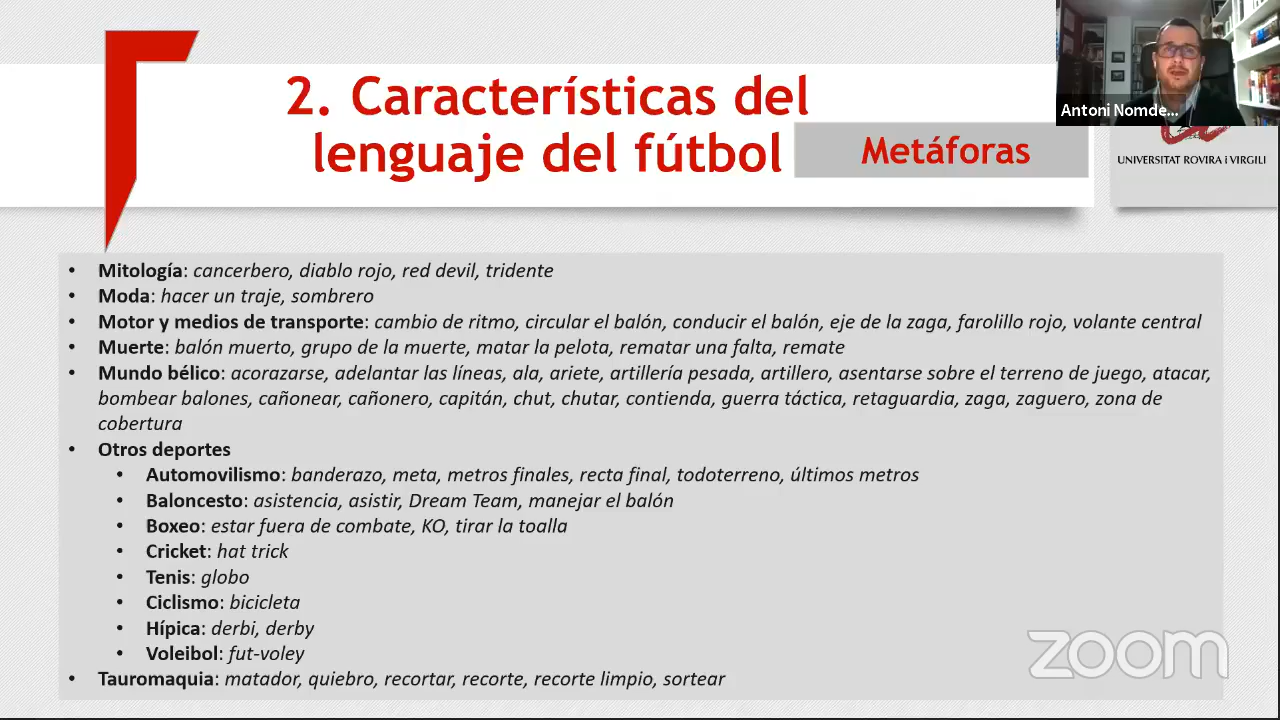 2. Características del
lenguaje del fútbol
Metáforas
Antoni Nomde...
UNIVERSITAT ROVIRA i VIRGILI
• Mitología: cancerbero, diablo rojo, red devil, tridente
• Moda: hacer un traje, sombrero
• Motor y medios de transporte: cambio de ritmo, circular el balón, conducir el balón, eje de la zaga, farolillo rojo, volante central
• Muerte: balón muerto, grupo de la muerte, matar la pelota, rematar una falta, remate
• Mundo bélico: acorazarse, adelantar las líneas, ala, ariete, artillería pesada, artillero, asentarse sobre el terreno de juego, atacar,
bombear balones, cañonear, cañonero, capitán, chut, chutar, contienda, guerra táctica, retaguardia, zaga, zaguero, zona de
cobertura
• Otros deportes
• Automovilismo: banderazo, meta, metros finales, recta final, todoterreno, últimos metros
• Baloncesto: asistencia, asistir, Dream Team, manejar el balón
• Boxeo: estar fuera de combate, KO, tirar la toalla
• Cricket: hat trick
• Tenis: globo
• Ciclismo: bicicleta
• Hípica: derbi, derby
• Voleibol: fut-voley
• Tauromaquia: matador, quiebro, recortar, recorte, recorte limpio, sortear
zoom